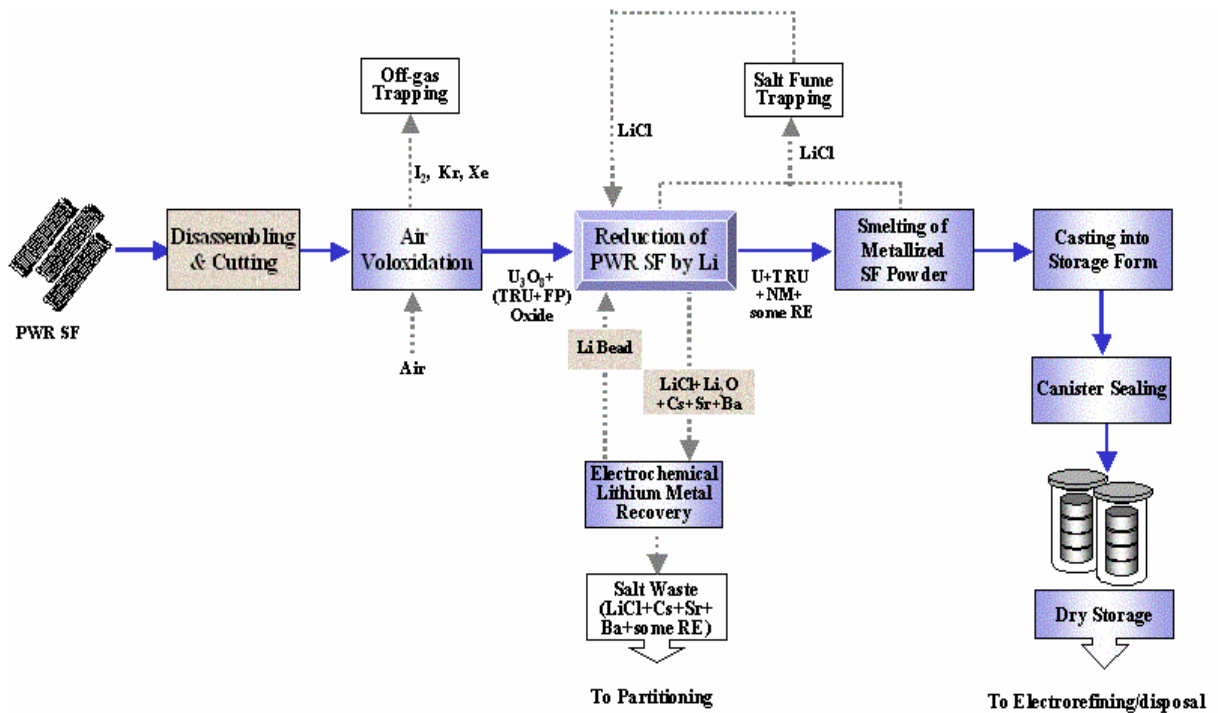 Off-gas
Trapping
Salt Fume
Trapping
LiCl
LiCl
I₂, Kr, Xe
Disassembling
& Cutting
Air
Voloxidation
Reduction of
PWR SF by Li
Smelting of
Metallized
SF Powder
Casting into
Storage Form
U₃O₈+
(TRU+FP)
Oxide
U+TRU
+NM+
some RE
PWR SF
Air
Li Bead
LiCl+Li₂O
+Cs+Sr+Ba
Canister Sealing
Electrochemical
Lithium Metal
Recovery
Salt Waste
(LiCl+Cs+Sr+
Ba+some RE)
Dry Storage
To Partitioning
To Electrorefining/disposal